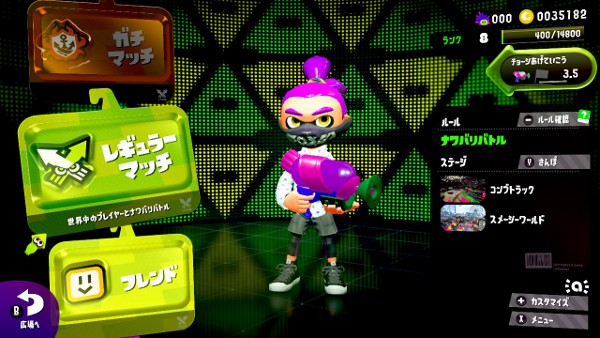 ガチ
マッチ
レギュラー
マッチ
世界中のプレイヤーとナワバリバトル
フレンド
B
広場へ
000
0035182
ランク
8
400/14800
チョーシあげていこう
3.5
ルール
ルール確認
ナワバリバトル
ステージ
Y さんぽ
コンブトラック
スメーシーワールド
+ カスタマイズ
X メニュー